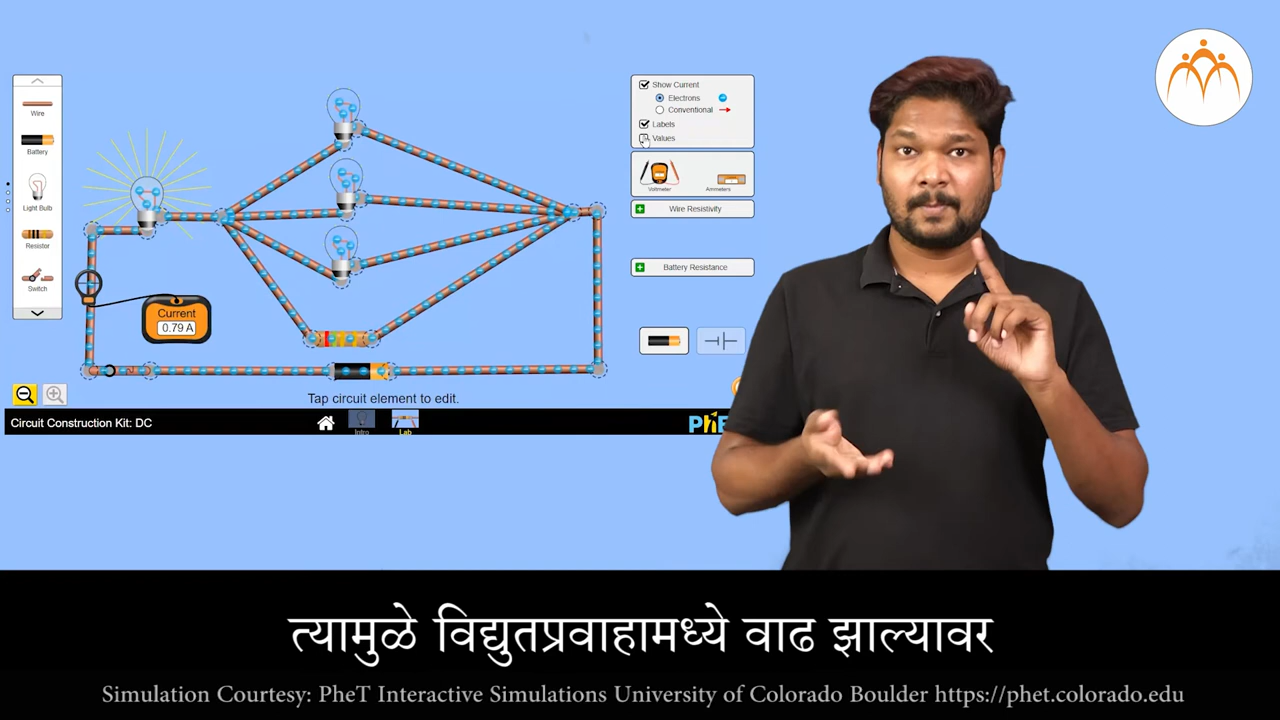 Wire
Battery
Light Bulb
Resistor
Switch
Current
0.79 A
Show Current
Electrons
Conventional
Labels
Values
Voltmeter
Ammeters
Wire Resistivity
Battery Resistance
Tap circuit element to edit.
Circuit Construction Kit: DC
Intro
Lab
त्यामुळे विद्युतप्रवाहामध्ये वाढ झाल्यावर
Simulation Courtesy: PheT Interactive Simulations University of Colorado Boulder https://phet.colorado.edu